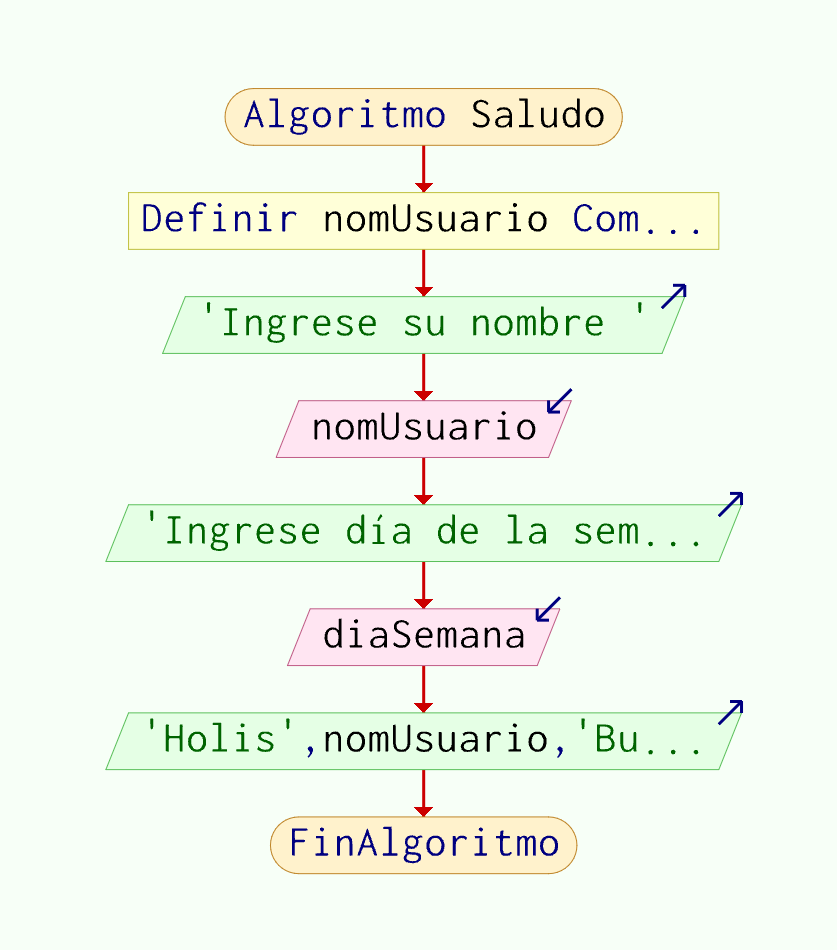 Algoritmo Saludo
Definir nomUsuario Com...
'Ingrese su nombre '
nomUsuario
'Ingrese día de la sem...
diaSemana
'Holis',nomUsuario,'Bu...
FinAlgoritmo